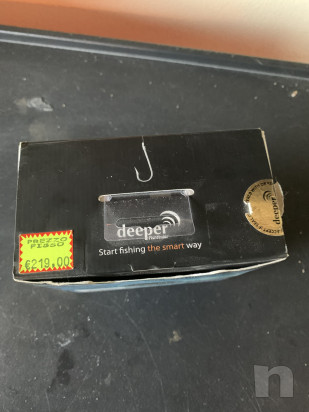 deeper
Start fishing the smart way
PREZZO
FISSO
€219,00
deeper
n